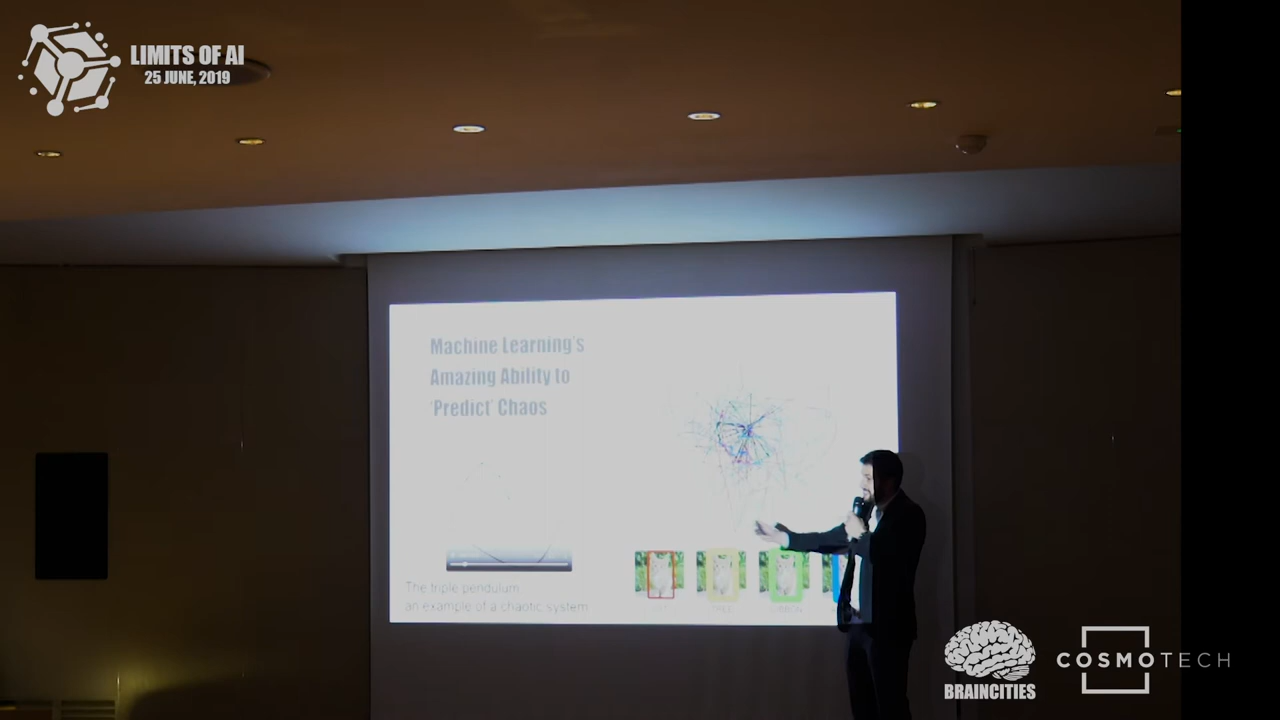 LIMITS OF AI
25 JUNE, 2019
Machine Learning's
Amazing Ability to
'Predict' Chaos
The triple pendulum
an example of a chaotic system
BRAINCITIES
COSMOTECH